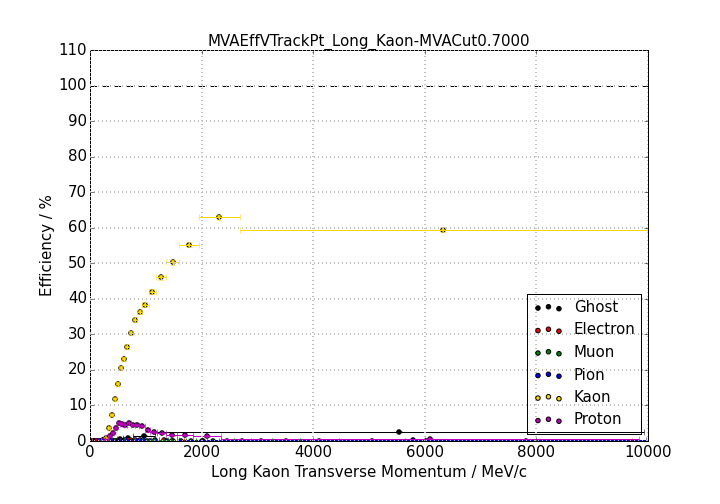 MVAEffVTrackPt_Long_Kaon-MVACut0.7000
110
100
90
80
70
60
50
40
30
20
10
0
Efficiency / %
Ghost
Electron
Muon
Pion
Kaon
Proton
0 2000 4000 6000 8000 10000
Long Kaon Transverse Momentum / MeV/c